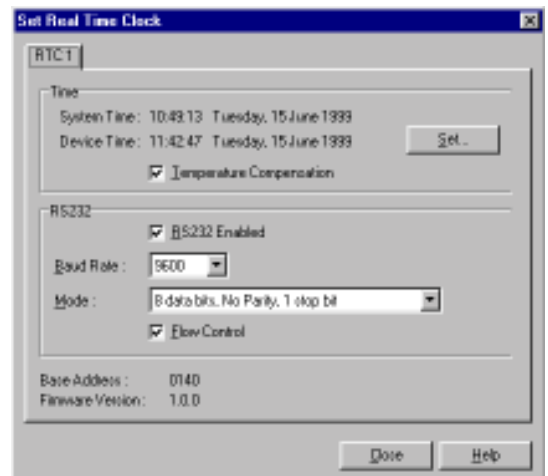 Set Real Time Clock
RTC1
Time
System Time: 10:49:13 Tuesday, 15 June 1999
Device Time: 11:42:47 Tuesday, 15 June 1999
Set...
Temperature Compensation
RS232
RS232 Enabled
Baud Rate: 9600
Mode: 8 data bits, No Parity, 1 stop bit
Flow Control
Base Address: 0140
Firmware Version: 1.0.0
Close Help